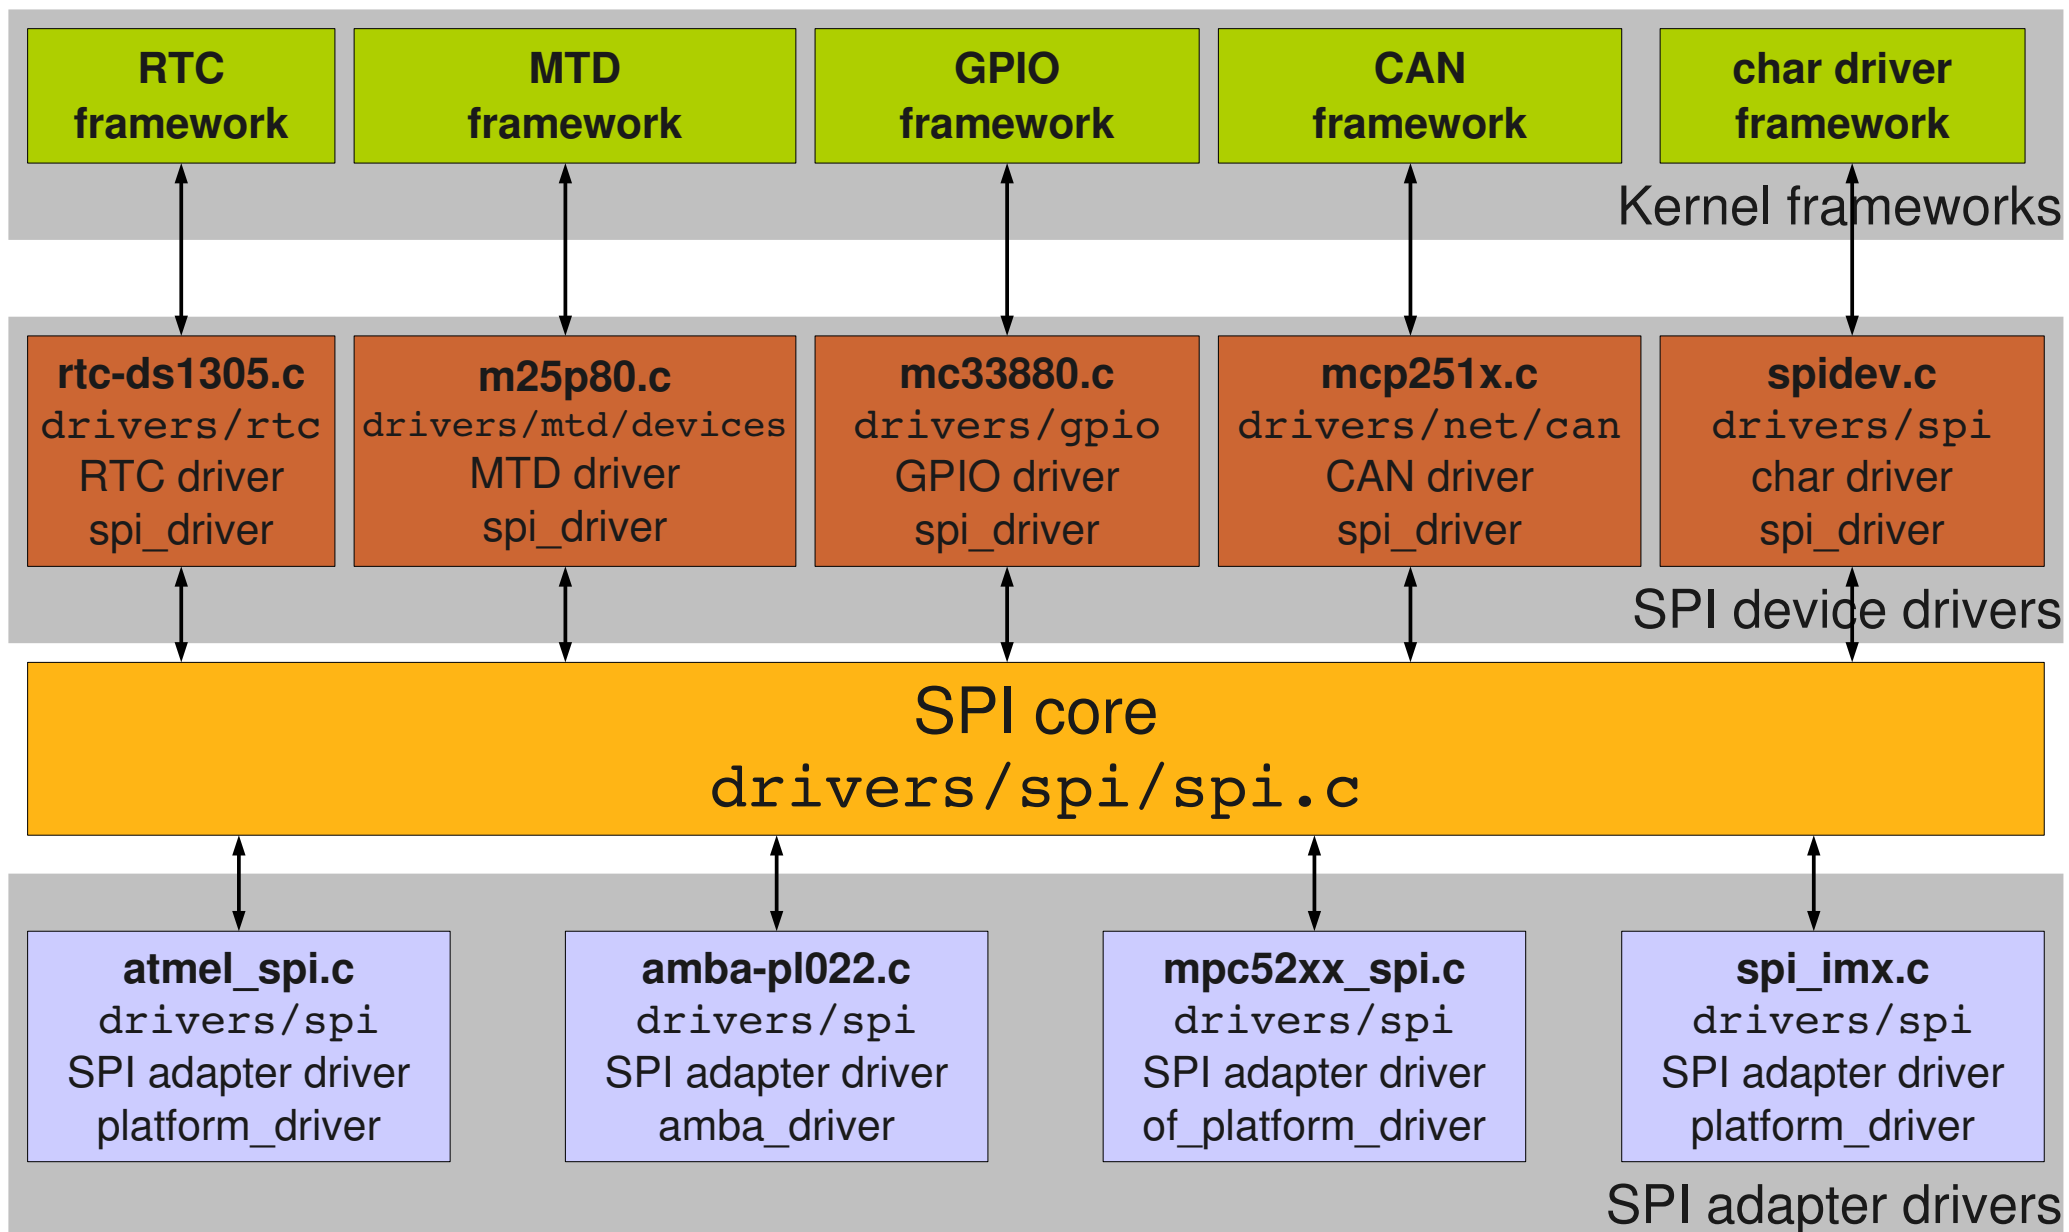 RTC
framework
MTD
framework
GPIO
framework
CAN
framework
char driver
framework
Kernel frameworks
rtc-ds1305.c
drivers/rtc
RTC driver
spi_driver
m25p80.c
drivers/mtd/devices
MTD driver
spi_driver
mc33880.c
drivers/gpio
GPIO driver
spi_driver
mcp251x.c
drivers/net/can
CAN driver
spi_driver
spidev.c
drivers/spi
char driver
spi_driver
SPI device drivers
SPI core
drivers/spi/spi.c
atmel_spi.c
drivers/spi
SPI adapter driver
platform_driver
amba-pl022.c
drivers/spi
SPI adapter driver
amba_driver
mpc52xx_spi.c
drivers/spi
SPI adapter driver
of_platform_driver
spi_imx.c
drivers/spi
SPI adapter driver
platform_driver
SPI adapter drivers